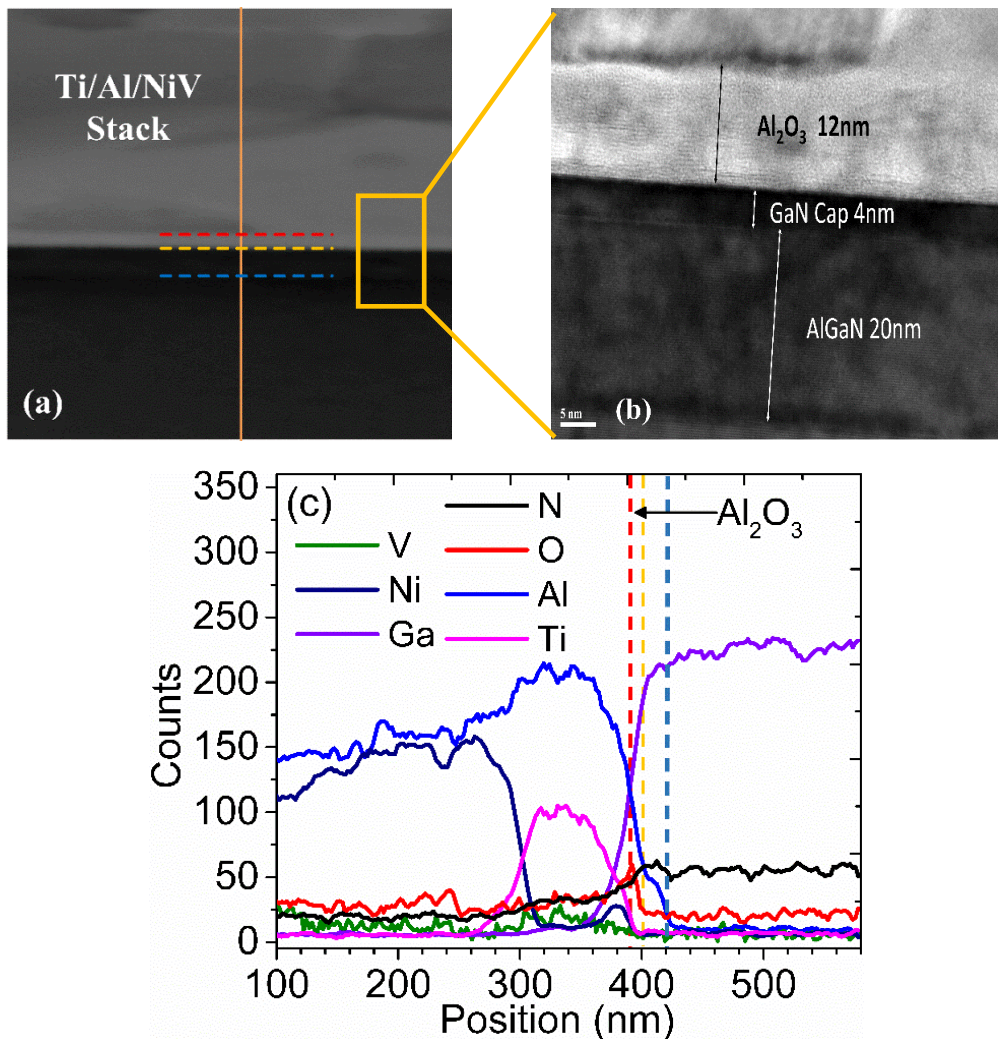 Ti/Al/NiV
Stack
(a)
Al₂O₃ 12nm
GaN Cap 4nm
AlGaN 20nm
5 nm
(b)
(c)
V
Ni
Ga
N
O
Al
Ti
Al₂O₃
350
300
250
200
150
100
50
0
Counts
100 200 300 400 500
Position (nm)